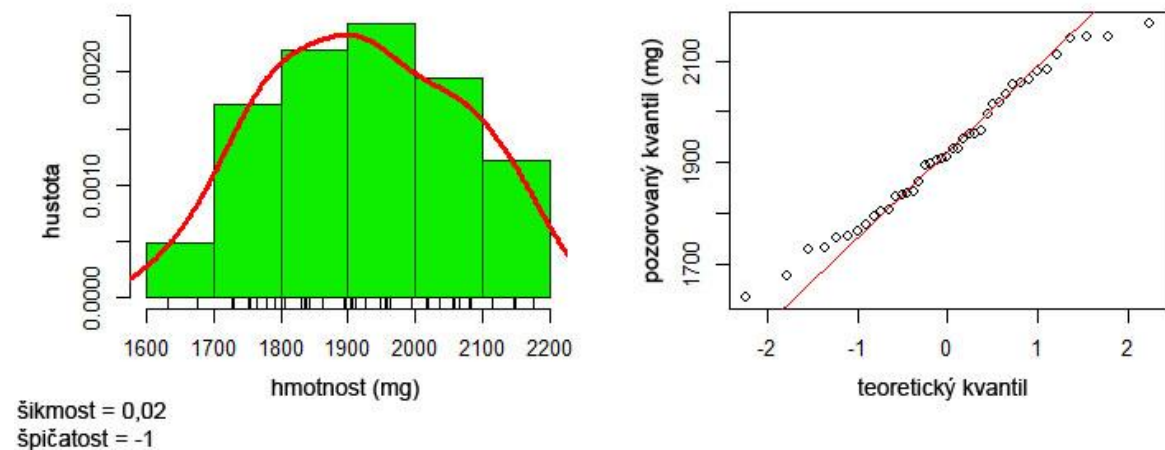 hustota
0.0000 0.0010 0.0020
1600 1700 1800 1900 2000 2100 2200
hmotnost (mg)
šikmost = 0,02
špičatost = -1
pozorovaný kvantil (mg)
1700 1900 2100
-2 -1 0 1 2
teoretický kvantil